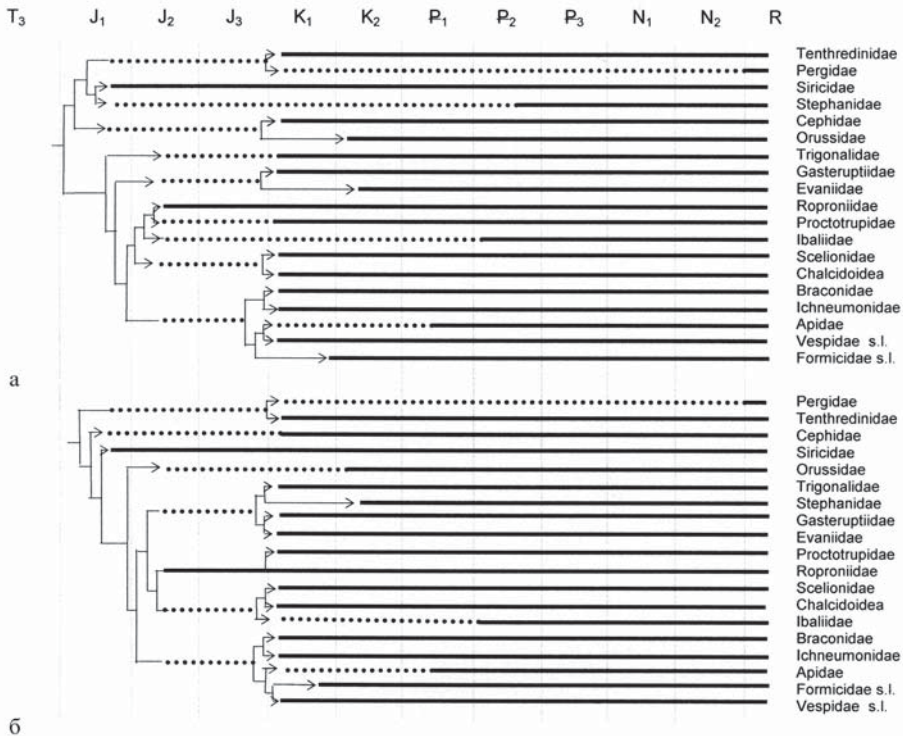 T₃ J₁ J₂ J₃ K₁ K₂ P̶₁ P̶₂ P̶₃ N₁ N₂ R
Tenthredinidae
Pergidae
Siricidae
Stephanidae
Cephidae
Orussidae
Trigonalidae
Gasteruptiidae
Evaniidae
Roproniidae
Proctotrupidae
Ibaliidae
Scelionidae
Chalcidoidea
Braconidae
Ichneumonidae
Apidae
Vespidae s.l.
Formicidae s.l.
а
Pergidae
Tenthredinidae
Cephidae
Siricidae
Orussidae
Trigonalidae
Stephanidae
Gasteruptiidae
Evaniidae
Proctotrupidae
Roproniidae
Scelionidae
Chalcidoidea
Ibaliidae
Braconidae
Ichneumonidae
Apidae
Formicidae s.l.
Vespidae s.l.
б